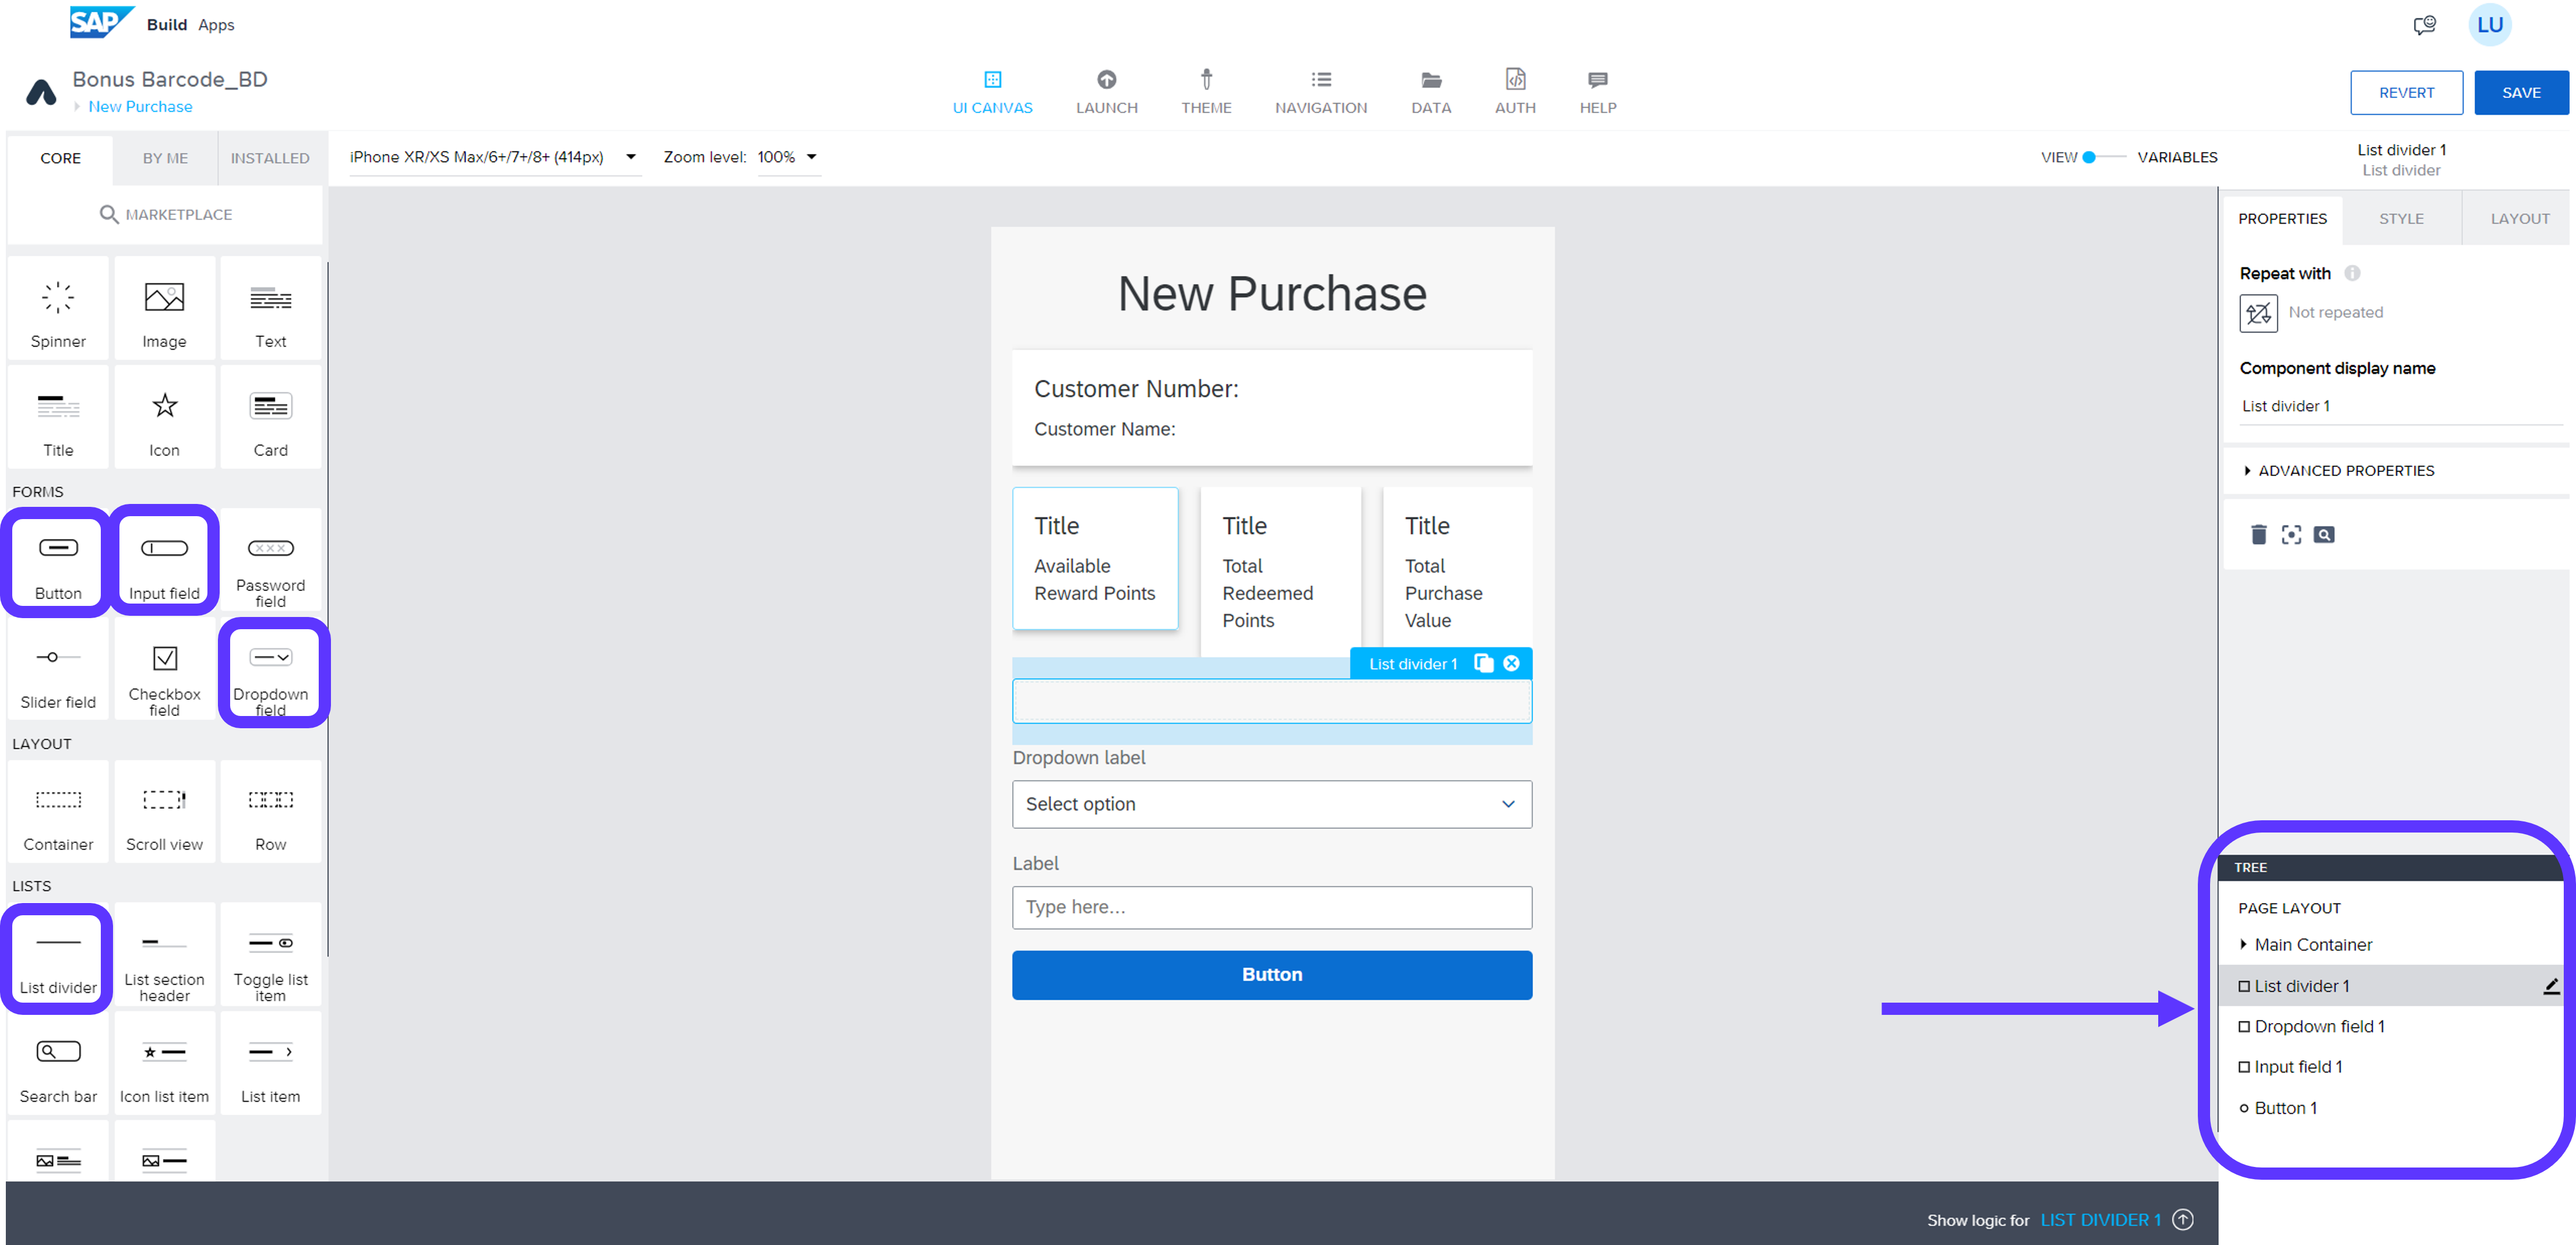 SAP Build Apps
LU
Bonus Barcode_BD
New Purchase
UI CANVAS
LAUNCH
THEME
NAVIGATION
DATA
AUTH
HELP
REVERT
SAVE
CORE
BY ME
INSTALLED
MARKETPLACE
iPhone XR/XS Max/6+/7+/8+ (414px)
Zoom level: 100%
VIEW
VARIABLES
List divider 1
List divider
Spinner
Image
Text
Title
Icon
Card
FORMS
Button
Input field
Password
field
Slider field
Checkbox
field
Dropdown
field
LAYOUT
Container
Scroll view
Row
LISTS
List divider
List section
header
Toggle list
item
Search bar
Icon list item
List item
New Purchase
Customer Number:
Customer Name:
Title
Available
Reward Points
Title
Total
Redeemed
Points
Title
Total
Purchase
Value
List divider 1
Dropdown label
Select option
Label
Type here...
Button
PROPERTIES
STYLE
LAYOUT
Repeat with
Not repeated
Component display name
List divider 1
ADVANCED PROPERTIES
TREE
PAGE LAYOUT
Main Container
List divider 1
Dropdown field 1
Input field 1
Button 1
Show logic for LIST DIVIDER 1